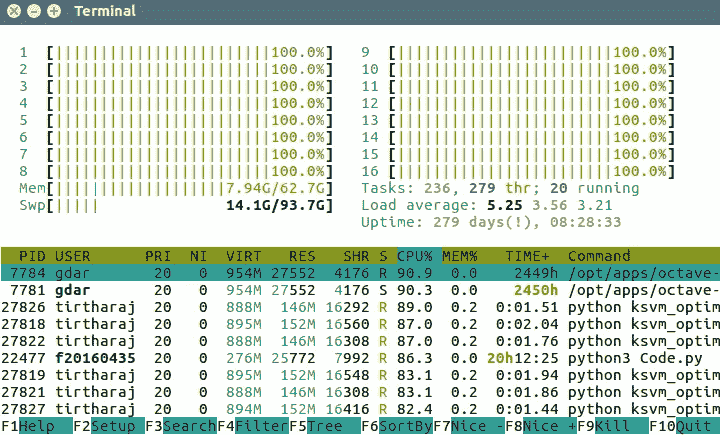 Terminal
1 [||||||||||||||||||||||||100.0%] 9 [||||||||||||||||||||||||100.0%]
2 [||||||||||||||||||||||||100.0%] 10 [||||||||||||||||||||||||100.0%]
3 [||||||||||||||||||||||||100.0%] 11 [||||||||||||||||||||||||100.0%]
4 [||||||||||||||||||||||||100.0%] 12 [||||||||||||||||||||||||100.0%]
5 [||||||||||||||||||||||||100.0%] 13 [||||||||||||||||||||||||100.0%]
6 [||||||||||||||||||||||||100.0%] 14 [||||||||||||||||||||||||100.0%]
7 [||||||||||||||||||||||||100.0%] 15 [||||||||||||||||||||||||100.0%]
8 [||||||||||||||||||||||||100.0%] 16 [||||||||||||||||||||||||100.0%]
Mem[|||||||||||||||||||7.94G/62.7G] Tasks: 236, 279 thr; 20 running
Swp[||||| 14.1G/93.7G] Load average: 5.25 3.56 3.21
Uptime: 279 days(!), 08:28:33
PID USER PRI NI VIRT RES SHR S CPU% MEM% TIME+ Command
7784 gdar 20 0 954M 27552 4176 R 90.9 0.0 2449h /opt/apps/octave-
7781 gdar 20 0 954M 27552 4176 S 90.3 0.0 2450h /opt/apps/octave-
27826 tirtharaj 20 0 888M 146M 16292 R 89.0 0.2 0:01.51 python ksvm_optim
27818 tirtharaj 20 0 895M 152M 16560 R 87.0 0.2 0:02.04 python ksvm_optim
27822 tirtharaj 20 0 888M 146M 16308 R 87.0 0.2 0:01.76 python ksvm_optim
22477 f20160435 20 0 276M 25772 7992 R 86.3 0.0 20h12:25 python3 Code.py
27819 tirtharaj 20 0 895M 152M 16548 R 83.1 0.2 0:01.94 python ksvm_optim
27821 tirtharaj 20 0 888M 146M 16308 R 83.1 0.2 0:01.86 python ksvm_optim
27827 tirtharaj 20 0 894M 152M 16416 R 82.4 0.2 0:01.44 python ksvm_optim
F1Help F2Setup F3SearchF4FilterF5Tree F6SortByF7Nice -F8Nice +F9Kill F10Quit